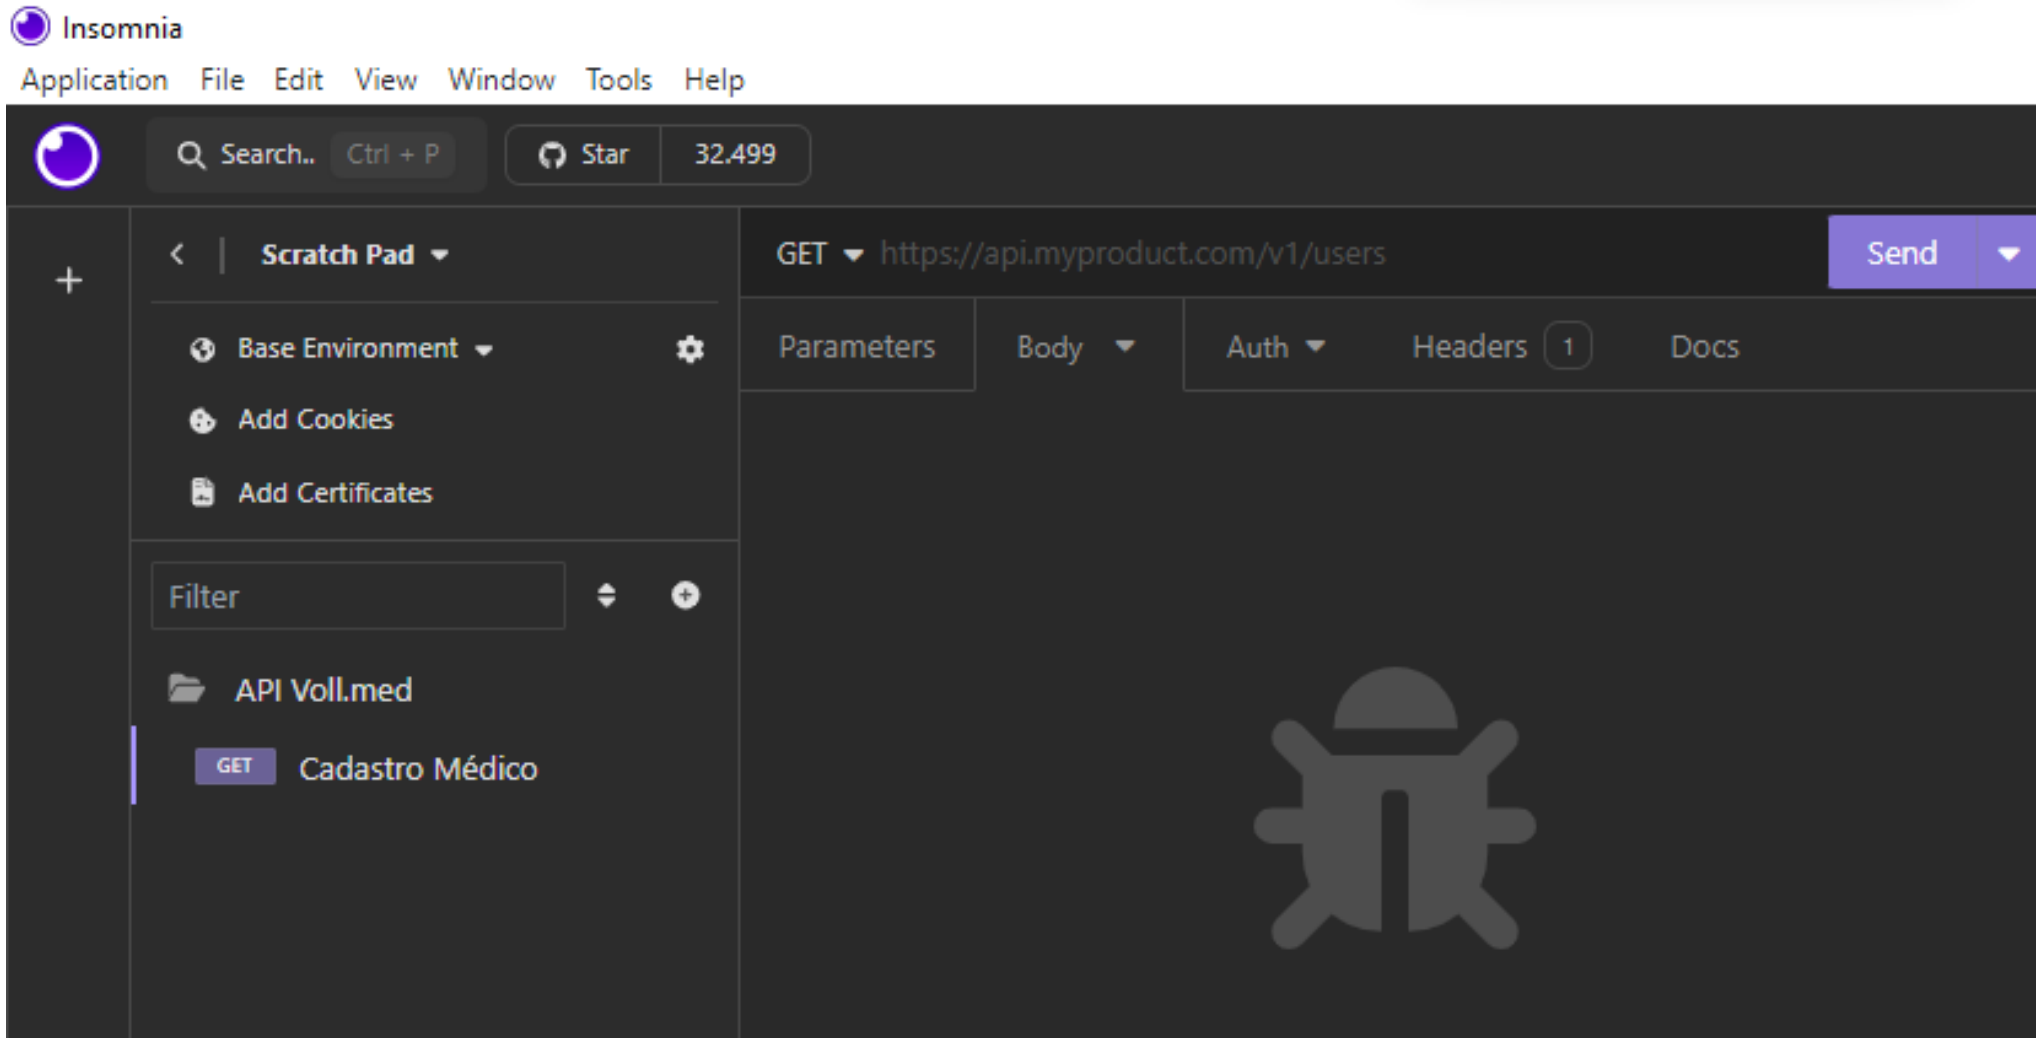 Insomnia
Application File Edit View Window Tools Help
Search.. Ctrl + P Star 32.499
Scratch Pad
GET https://api.myproduct.com/v1/users Send
Base Environment
Parameters Body Auth Headers 1 Docs
Add Cookies
Add Certificates
Filter
API Voll.med
GET Cadastro Médico